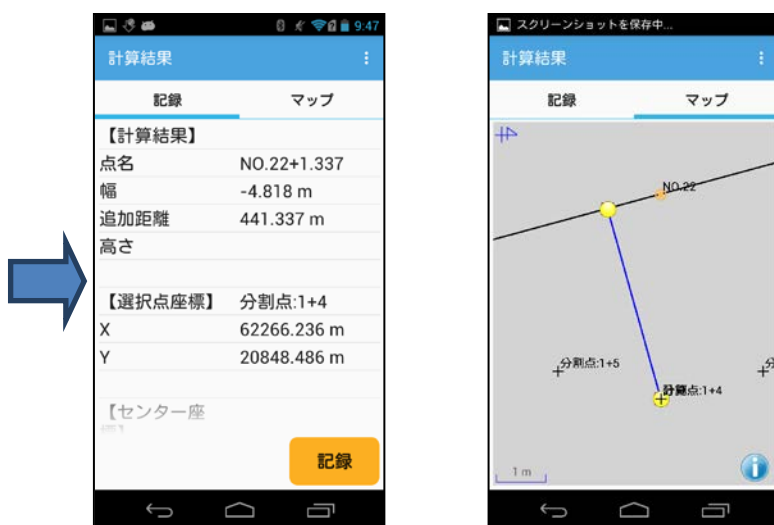 9:47
計算結果
記録 マップ
【計算結果】
点名 NO.22+1.337
幅 -4.818 m
追加距離 441.337 m
高さ
【選択点座標】 分割点:1+4
X 62266.236 m
Y 20848.486 m
【センター座
標】
記録
スクリーンショットを保存中...
計算結果
記録 マップ
NO.22
分割点:1+5
分
1+4
1 m